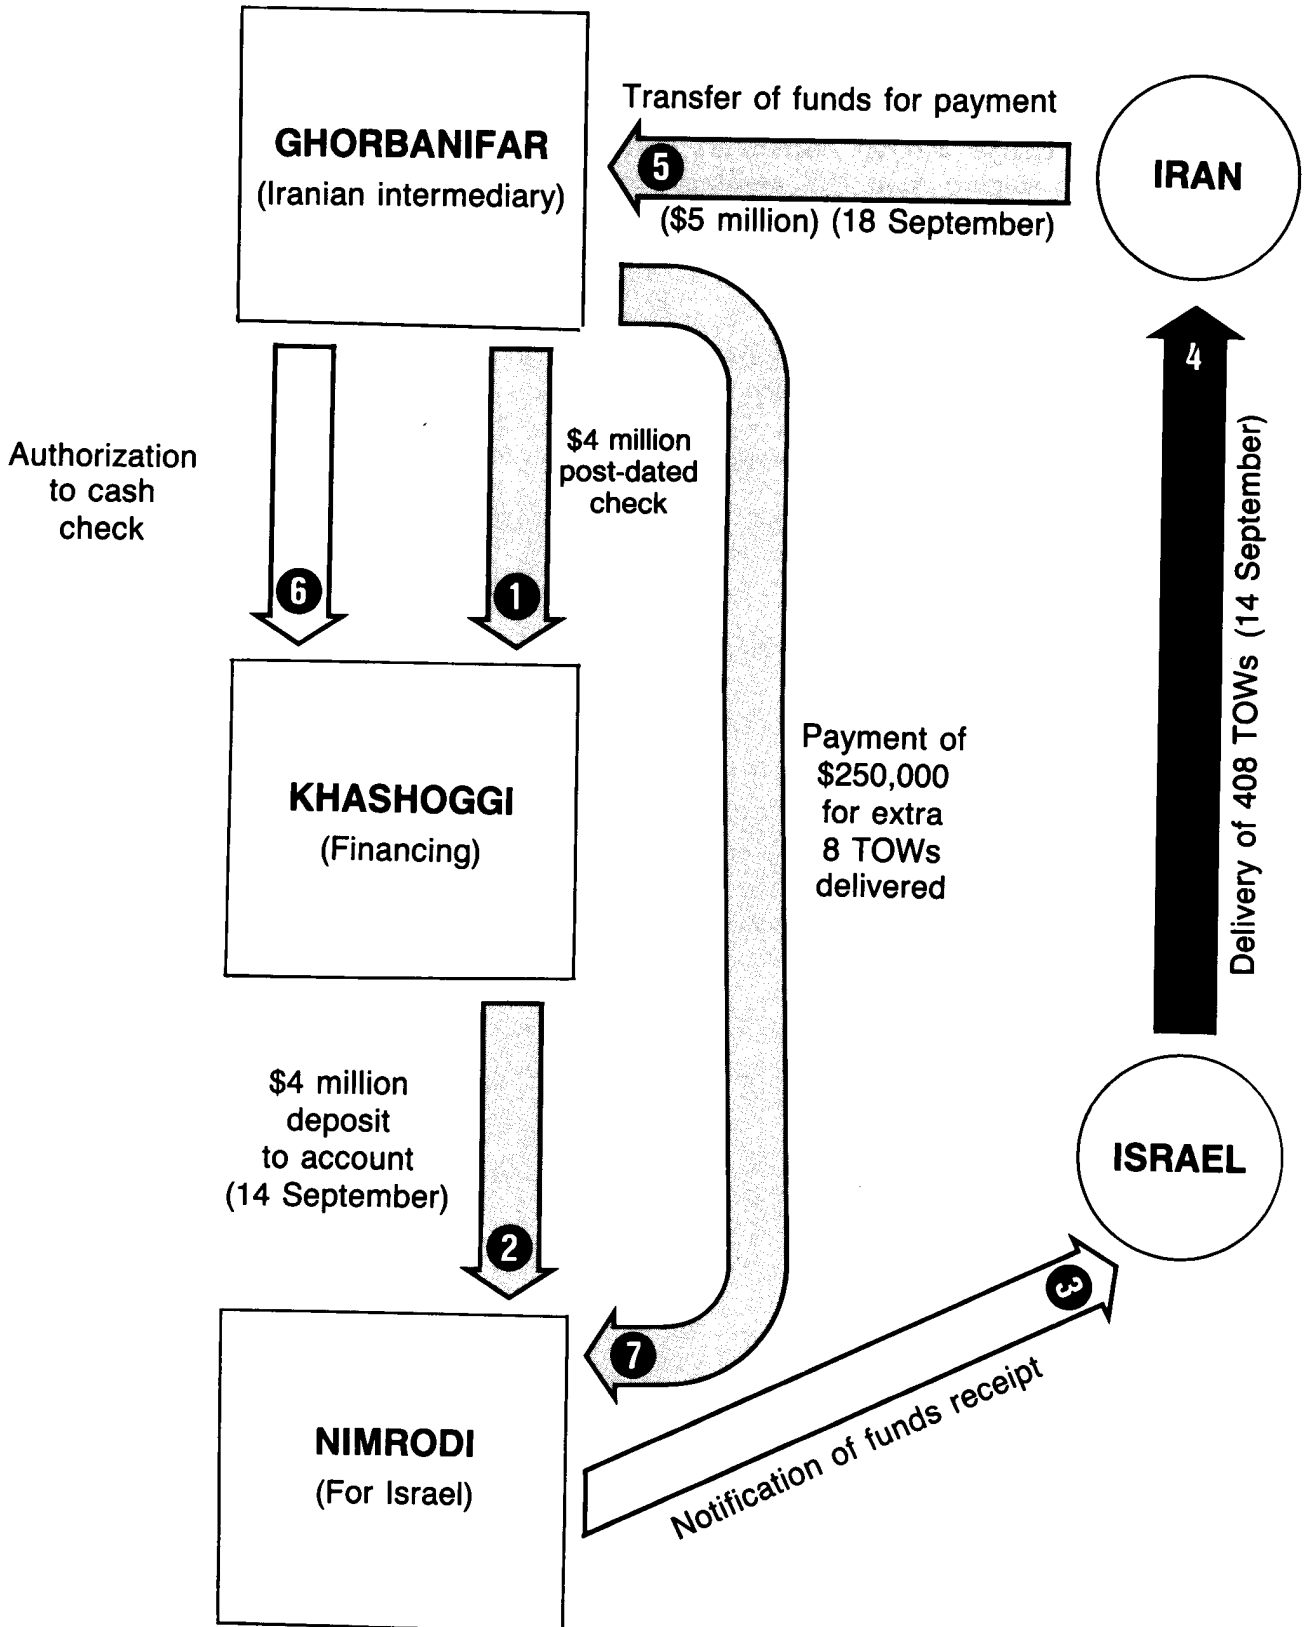 GHORBANIFAR
(Iranian intermediary)
Transfer of funds for payment
5
($5 million) (18 September)
IRAN
4
Delivery of 408 TOWs (14 September)
Authorization
to cash
check
6
$4 million
post-dated
check
1
KHASHOGGI
(Financing)
Payment of
$250,000
for extra
8 TOWs
delivered
$4 million
deposit
to account
(14 September)
2
ISRAEL
3
7
Notification of funds receipt
NIMRODI
(For Israel)